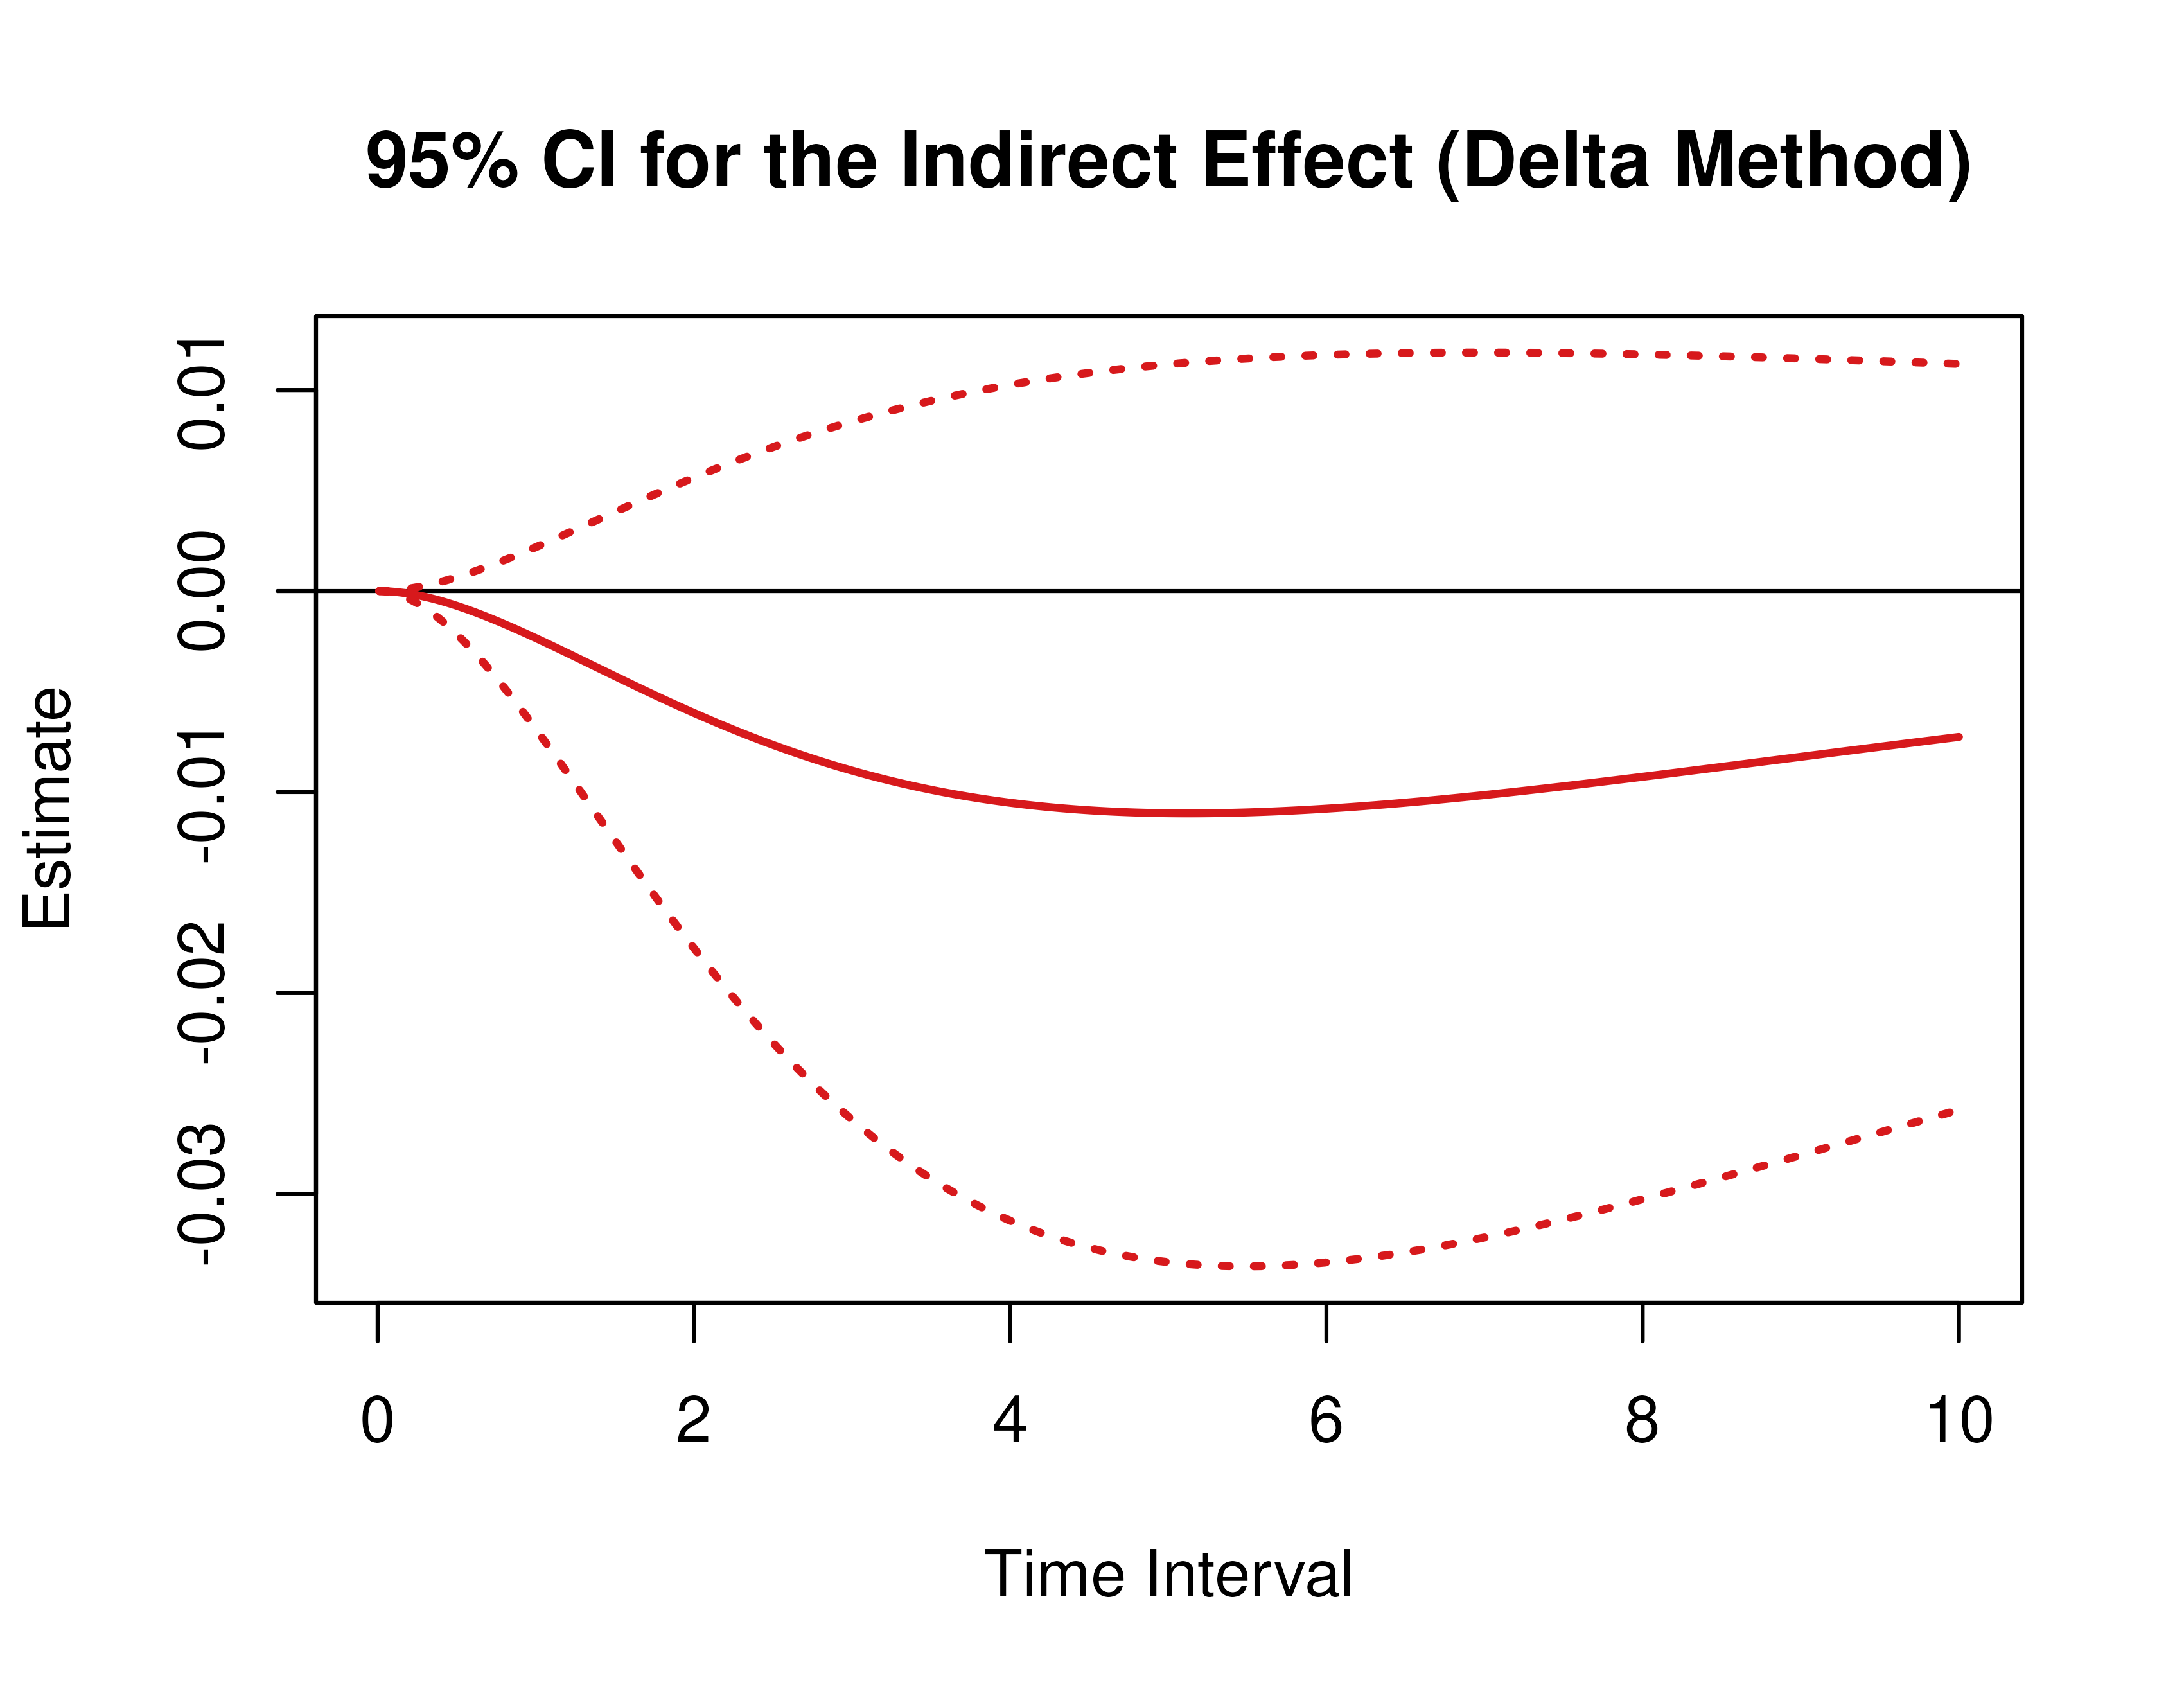 95% CI for the Indirect Effect (Delta Method)
Estimate
0.01
0.00
-0.01
-0.02
-0.03
0 2 4 6 8 10
Time Interval